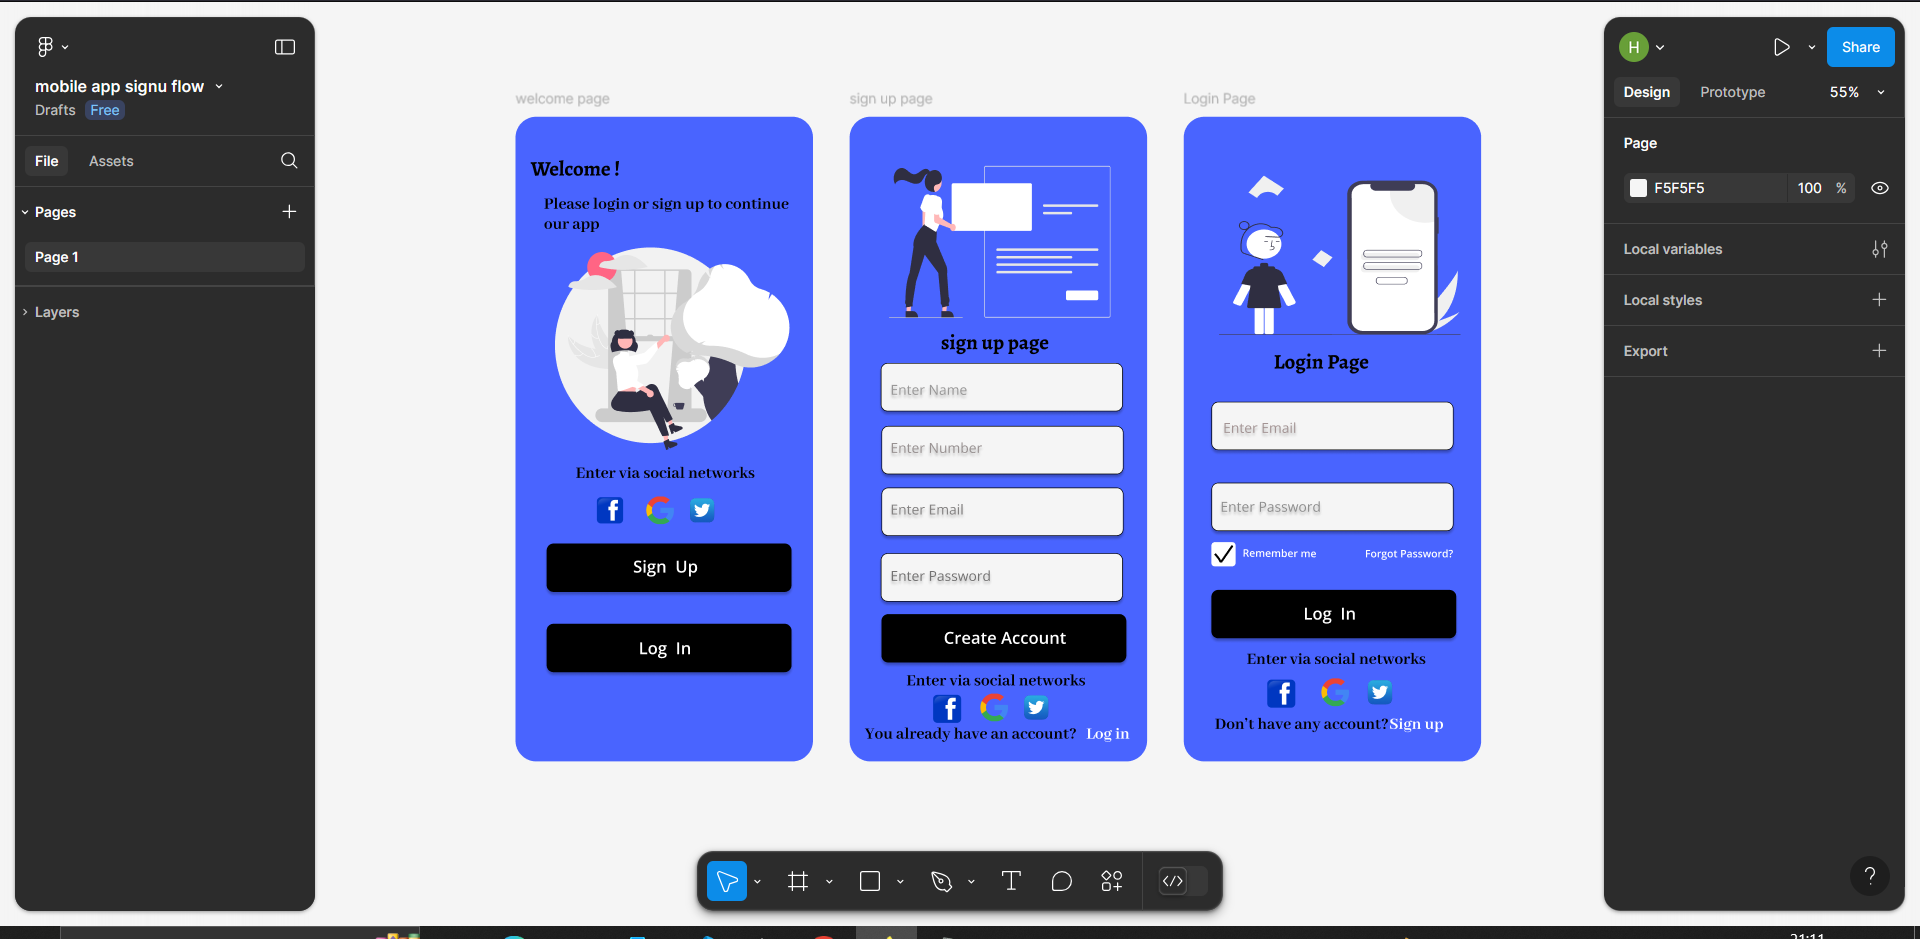 mobile app signu flow
Drafts Free
File Assets
Pages
Page 1
Layers
welcome page
Welcome !
Please login or sign up to continue
our app
Enter via social networks
Sign Up
Log In
sign up page
sign up page
Enter Name
Enter Number
Enter Email
Enter Password
Create Account
Enter via social networks
You already have an account? Log in
Login Page
Login Page
Enter Email
Enter Password
Remember me Forgot Password?
Log In
Enter via social networks
Don't have any account?Sign up
H
Share
Design Prototype 55%
Page
F5F5F5 100 %
Local variables
Local styles
Export
?